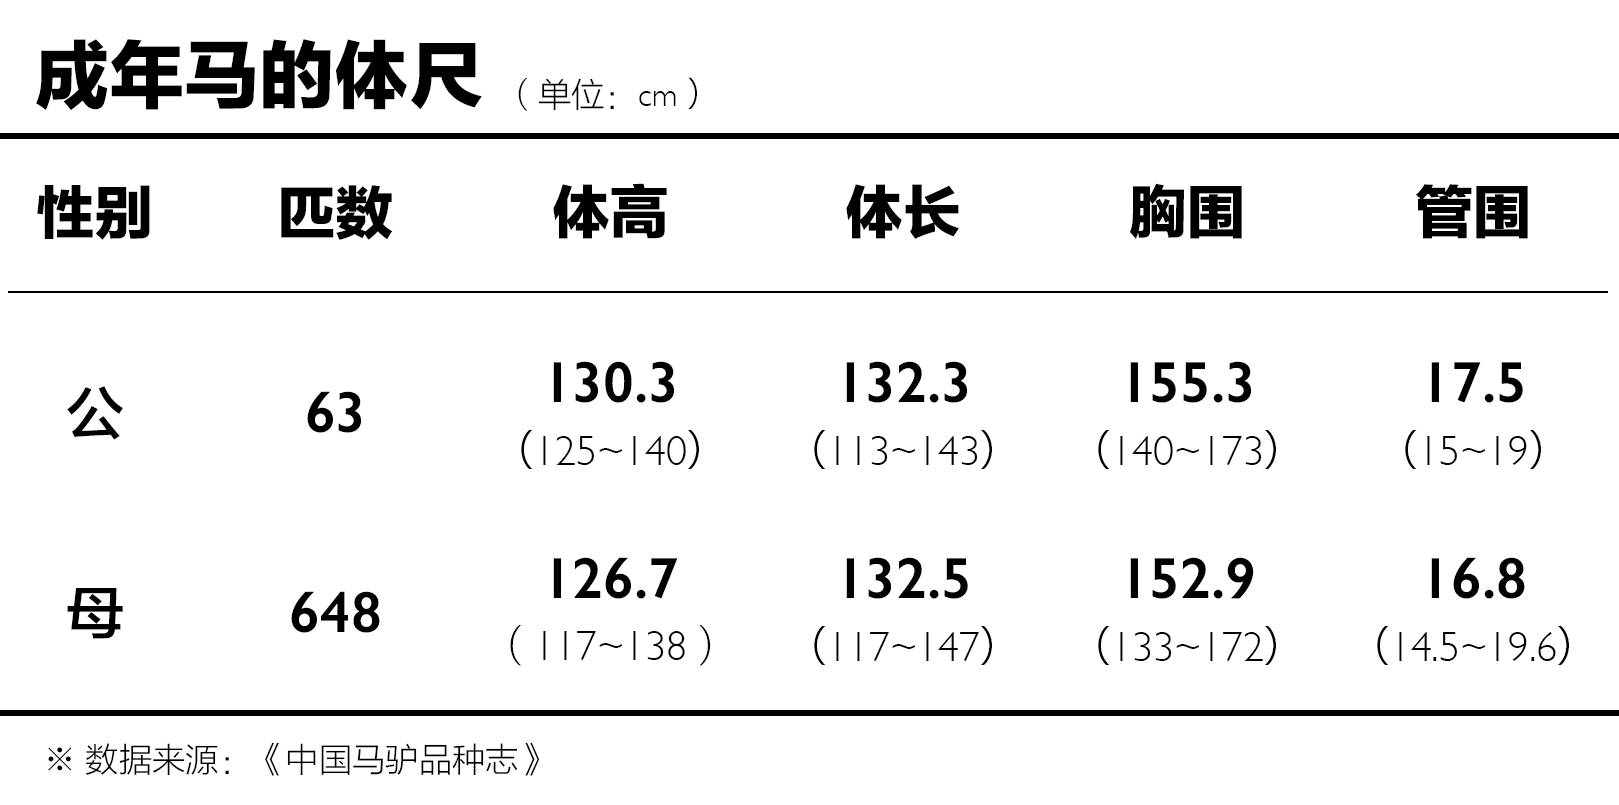 成年马的体尺（单位：cm）
性别 匹数 体高 体长 胸围 管围
公 63 130.3 132.3 155.3 17.5
(125~140) (113~143) (140~173) (15~19)
母 648 126.7 132.5 152.9 16.8
（117~138） (117~147) (133~172) (14.5~19.6)
※ 数据来源：《中国马驴品种志》